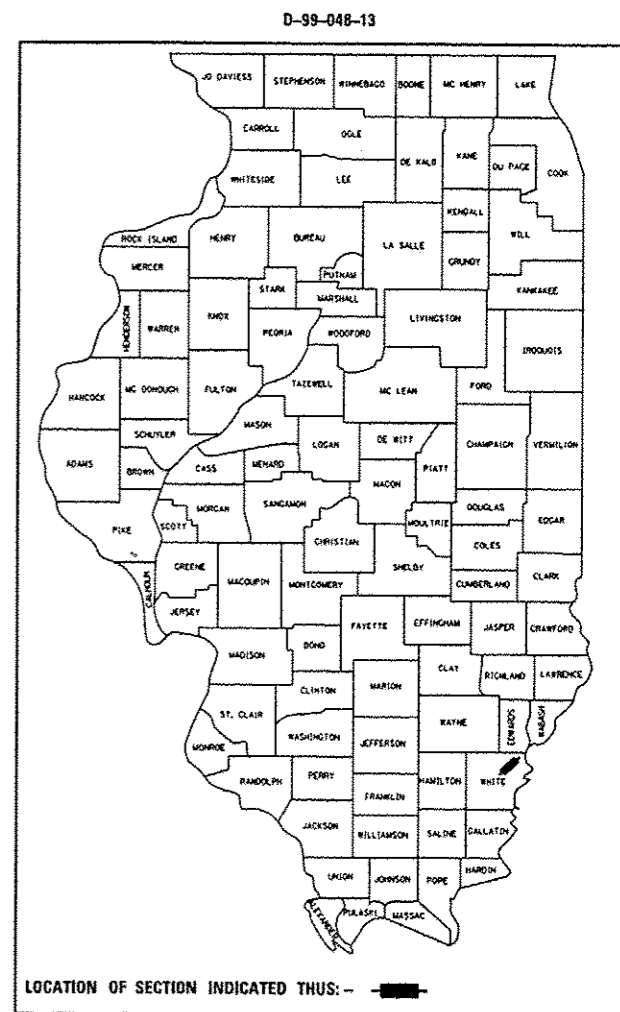 D-99-048-13
JO DAVIESS STEPHENSON WINNEBAGO BOONE MC HENRY LAKE
CARROLL OGLE DE KALB KANE DU PAGE COOK
WHITESIDE LEE
KENDALL
ROCK ISLAND HENRY BUREAU LA SALLE GRUNDY WILL
MERCER PUTNAM
STARK MARSHALL KANKAKEE
HENDERSON WARREN KNOX PEORIA WOODFORD LIVINGSTON IROQUOIS
HANCOCK MC DONOUGH FULTON TAZEWELL MC LEAN FORD
MASON
SCHUYLER LOGAN DE WITT CHAMPAIGN VERMILION
ADAMS BROWN CASS MENARD MACON PIATT
MORGAN SANGAMON DOUGLAS EDGAR
PIKE SCOTT CHRISTIAN MOULTRIE COLES
GREENE MACOUPIN MONTGOMERY SHELBY CUMBERLAND CLARK
CALHOUN JERSEY
FAYETTE EFFINGHAM JASPER CRAWFORD
MADISON BOND
CLAY RICHLAND LAWRENCE
CLINTON MARION
ST. CLAIR WAYNE EDWARDS WABASH
MONROE WASHINGTON JEFFERSON
RANDOLPH PERRY HAMILTON WHITE
FRANKLIN
JACKSON WILLIAMSON SALINE GALLATIN
UNION JOHNSON POPE HARDIN
ALEXANDER PULASKI MASSAC
LOCATION OF SECTION INDICATED THUS: -